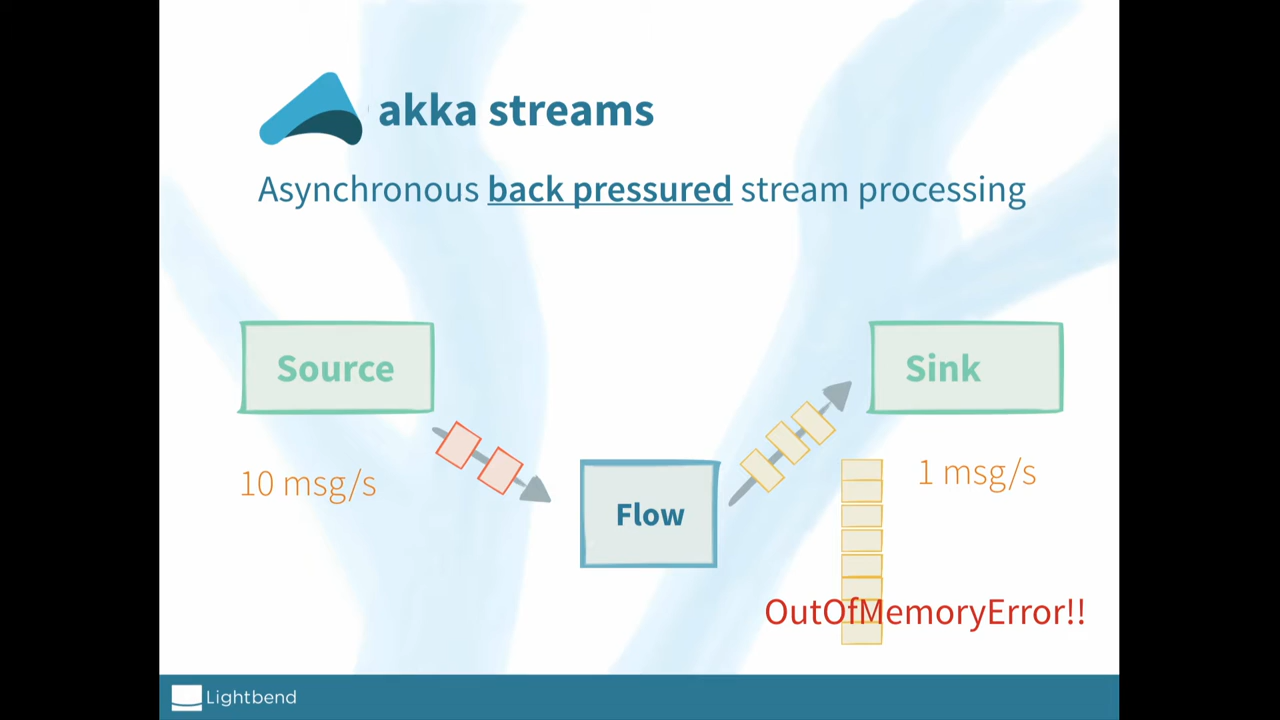 akka streams
Asynchronous back pressured stream processing
Source
Sink
10 msg/s
1 msg/s
Flow
OutOfMemoryError!!
Lightbend